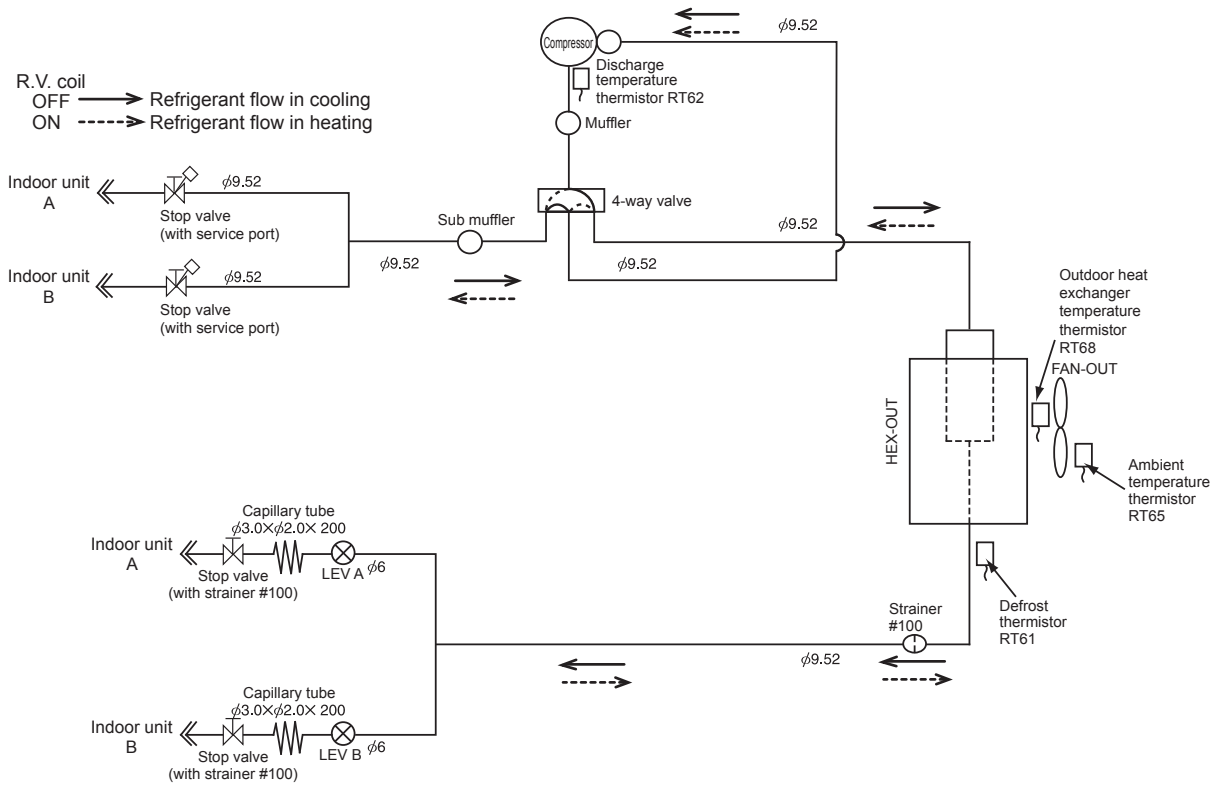 Compressor
φ9.52
Discharge
temperature
thermistor RT62
Muffler
R.V. coil
OFF Refrigerant flow in cooling
ON Refrigerant flow in heating
Indoor unit
A
φ9.52
Stop valve
(with service port)
Indoor unit
B
φ9.52
Stop valve
(with service port)
Sub muffler
φ9.52
4-way valve
φ9.52
φ9.52
Outdoor heat
exchanger
temperature
thermistor
RT68
FAN-OUT
HEX-OUT
Ambient
temperature
thermistor
RT65
Defrost
thermistor
RT61
Strainer
#100
φ9.52
Capillary tube
φ3.0×φ2.0× 200
Indoor unit
A
Stop valve
(with strainer #100)
LEV A
φ6
Capillary tube
φ3.0×φ2.0× 200
Indoor unit
B
Stop valve
(with strainer #100)
LEV B
φ6